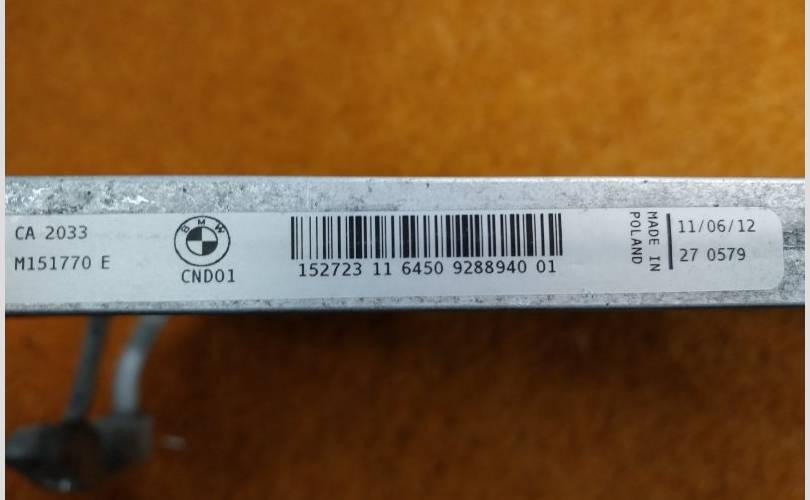 CA 2033
M151770 E
BMW
CND01
152723 11 6450 9288940 01
MADE IN
POLAND
11/06/12
27 0579